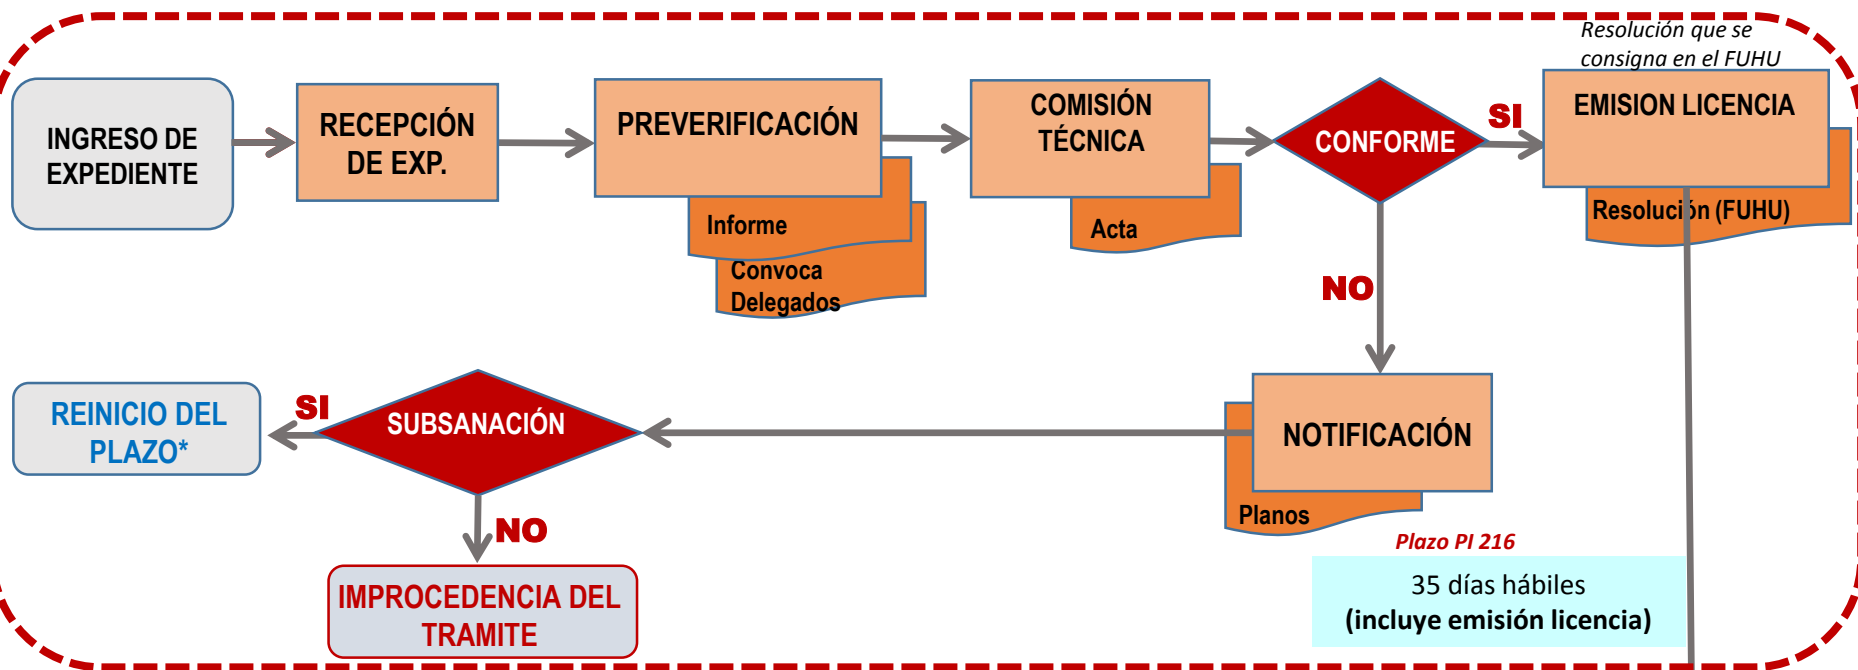 Resolución que se
consigna en el FUHU
INGRESO DE
EXPEDIENTE
RECEPCIÓN
DE EXP.
PREVERIFICACIÓN
Informe
Convoca
Delegados
COMISIÓN
TÉCNICA
Acta
CONFORME
SI
EMISION LICENCIA
Resolución (FUHU)
NO
REINICIO DEL
PLAZO*
SI
SUBSANACIÓN
NOTIFICACIÓN
Planos
NO
IMPROCEDENCIA DEL
TRAMITE
Plazo PI 216
35 días hábiles
(incluye emisión licencia)